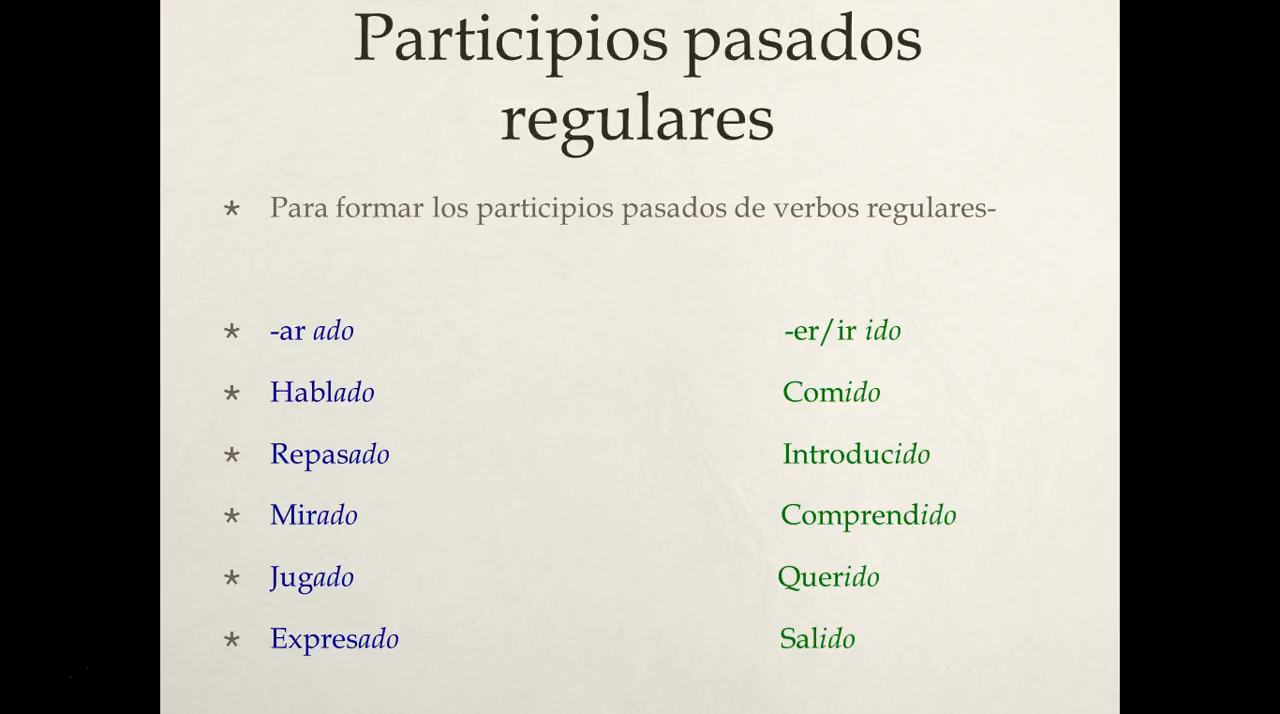 Participios pasados
regulares
* Para formar los participios pasados de verbos regulares-
* -ar ado -er/ir ido
* Hablado Comido
* Repasado Introducido
* Mirado Comprendido
* Jugado Querido
* Expresado Salido